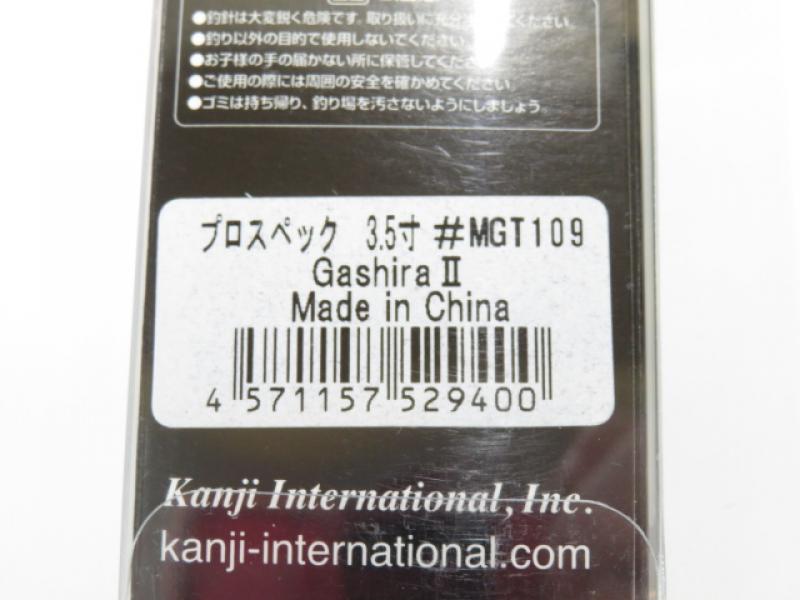 ●釣針は大変鋭く危険です。取り扱いに充分ください。
●釣り以外の目的で使用しないでください。
●お子様の手の届かない所に保管してくださ
●ご使用の際には周囲の安全を確かめてください。
●ゴミは持ち帰り、釣り場を汚さないようにしましょう。
プロスペック 3.5寸 #MGT109
Gashira Ⅱ
Made in China
4 571157 529400
Kanji International, Inc.
kanji-international.com